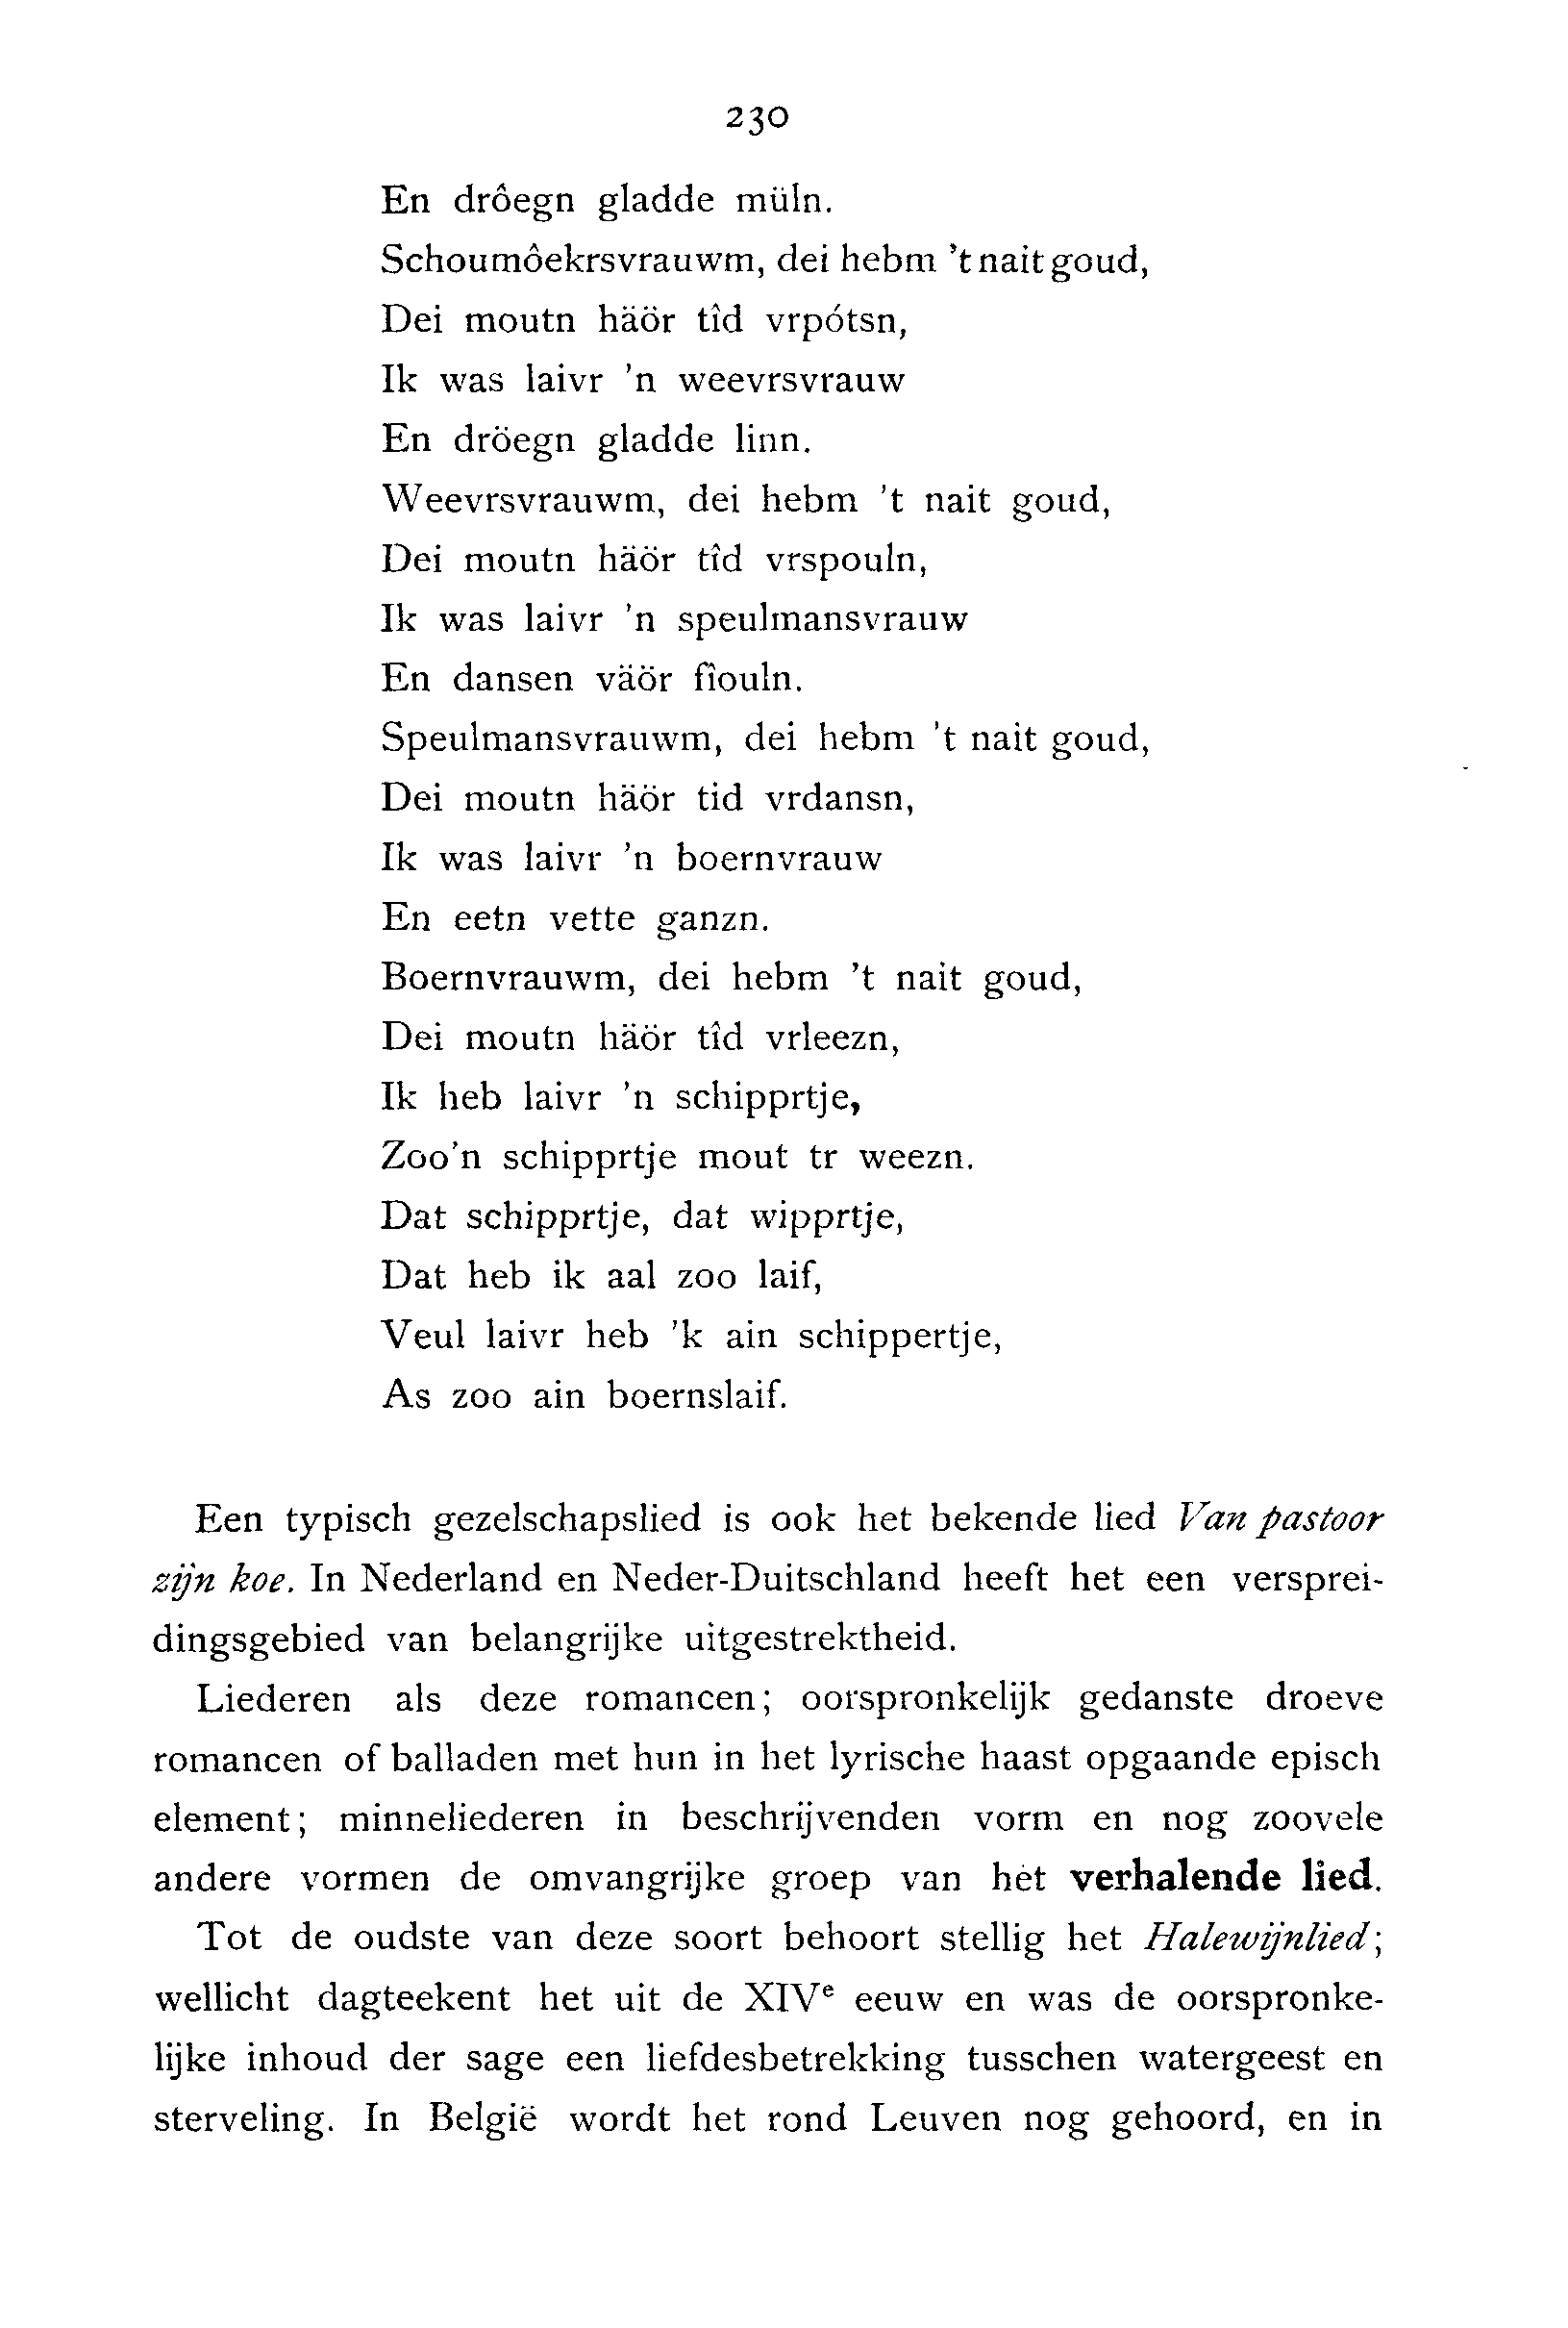 230
En drôegn gladde müln.
Schoumôekrsvrauwm, dei hebm 't nait goud,
Dei moutn häör tîd vrpótsn,
Ik was laivr 'n weevrsvrauw
En dröegn gladde linn.
Weevrsvrauwm, dei hebm 't nait goud,
Dei moutn häör tîd vrspouln,
Ik was laivr 'n speulmansvrauw
En dansen väör fîouln.
Speulmansvrauwm, dei hebm 't nait goud,
Dei moutn häör tid vrdansn,
Ik was laivr 'n boernvrauw
En eetn vette ganzn.
Boernvrauwm, dei hebm 't nait goud,
Dei moutn häör tîd vrleezn,
Ik heb laivr 'n schipprtje,
Zoo'n schipprtje mout tr weezn.
Dat schipprtje, dat wipprtje,
Dat heb ik aal zoo laif,
Veul laivr heb 'k ain schippertje,
As zoo ain boernslaif.
Een typisch gezelschapslied is ook het bekende lied Van pastoor
zijn koe. In Nederland en Neder-Duitschland heeft het een versprei-
dingsgebied van belangrijke uitgestrektheid.
Liederen als deze romancen; oorspronkelijk gedanste droeve
romancen of balladen met hun in het lyrische haast opgaande episch
element; minneliederen in beschrijvenden vorm en nog zoovele
andere vormen de omvangrijke groep van hèt verhalende lied.
Tot de oudste van deze soort behoort stellig het Halewijnlied;
wellicht dagteekent het uit de XIVe eeuw en was de oorspronke-
lijke inhoud der sage een liefdesbetrekking tusschen watergeest en
sterveling. In België wordt het rond Leuven nog gehoord, en in